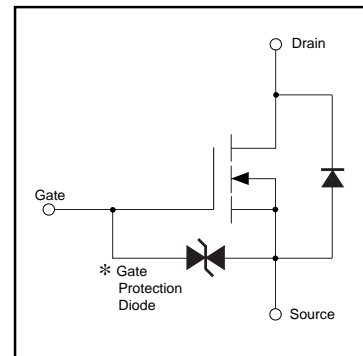 Drain
Gate
* Gate
Protection
Diode
Source